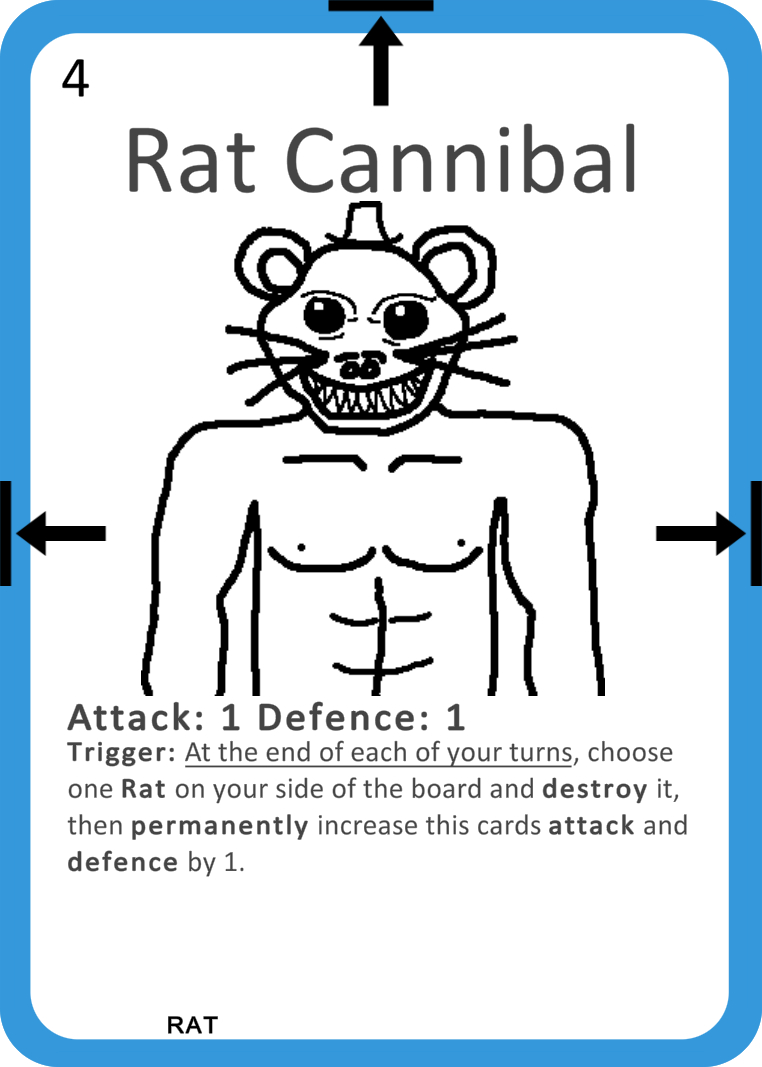 4
Rat Cannibal
Attack: 1 Defence: 1
Trigger: At the end of each of your turns, choose
one Rat on your side of the board and destroy it,
then permanently increase this cards attack and
defence by 1.
RAT